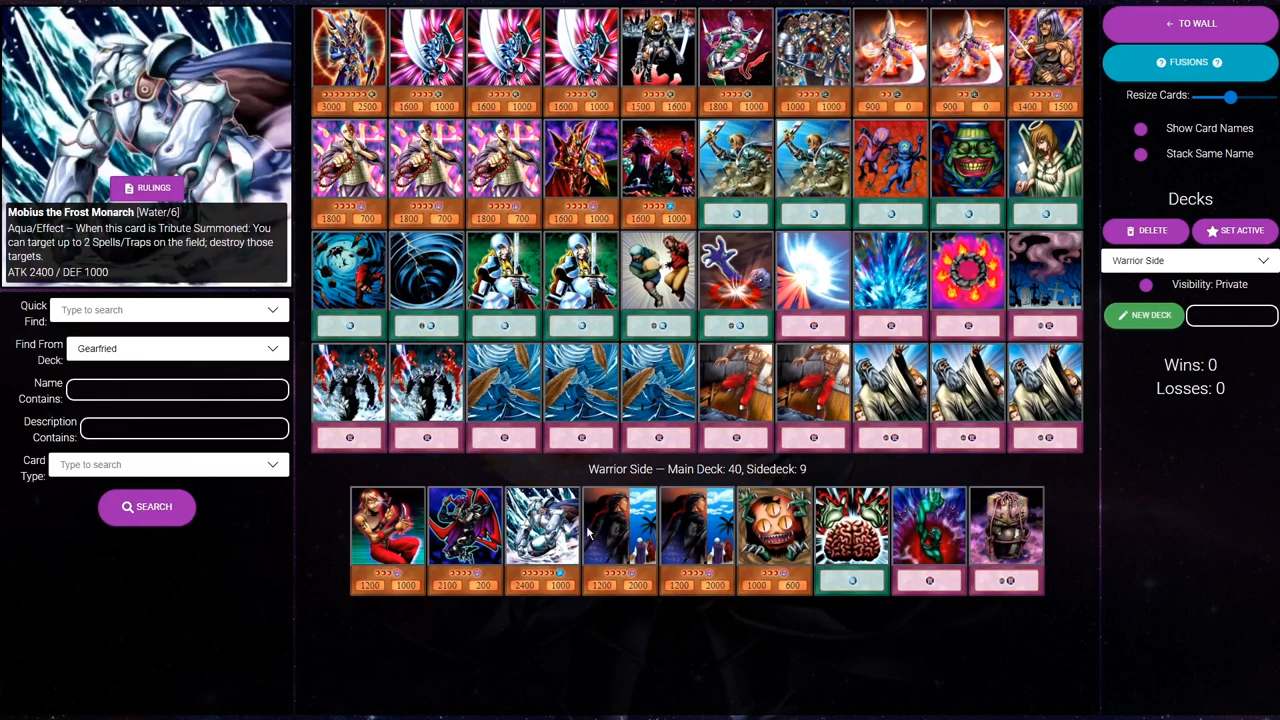 RULINGS
Mobius the Frost Monarch [Water/6]
Aqua/Effect – When this card is Tribute Summoned: You
can target up to 2 Spells/Traps on the field; destroy those
targets.
ATK 2400 / DEF 1000
Quick
Find:
Type to search
Find From
Deck:
Gearfried
Name
Contains:
Description
Contains:
Card
Type:
Type to search
SEARCH
3000 2500
1600 1000
1600 1000
1600 1000
1500 1600
1800 1000
1000 1000
900 0
900 0
1400 1500
1800 700
1800 700
1800 700
1600 1000
1600 1000
Warrior Side — Main Deck: 40, Sidedeck: 9
1200 1000
2100 200
2400 1000
1200 2000
1200 2000
1000 600
← TO WALL
FUSIONS
Resize Cards:
Show Card Names
Stack Same Name
Decks
DELETE
SET ACTIVE
Warrior Side
Visibility: Private
NEW DECK
Wins: 0
Losses: 0